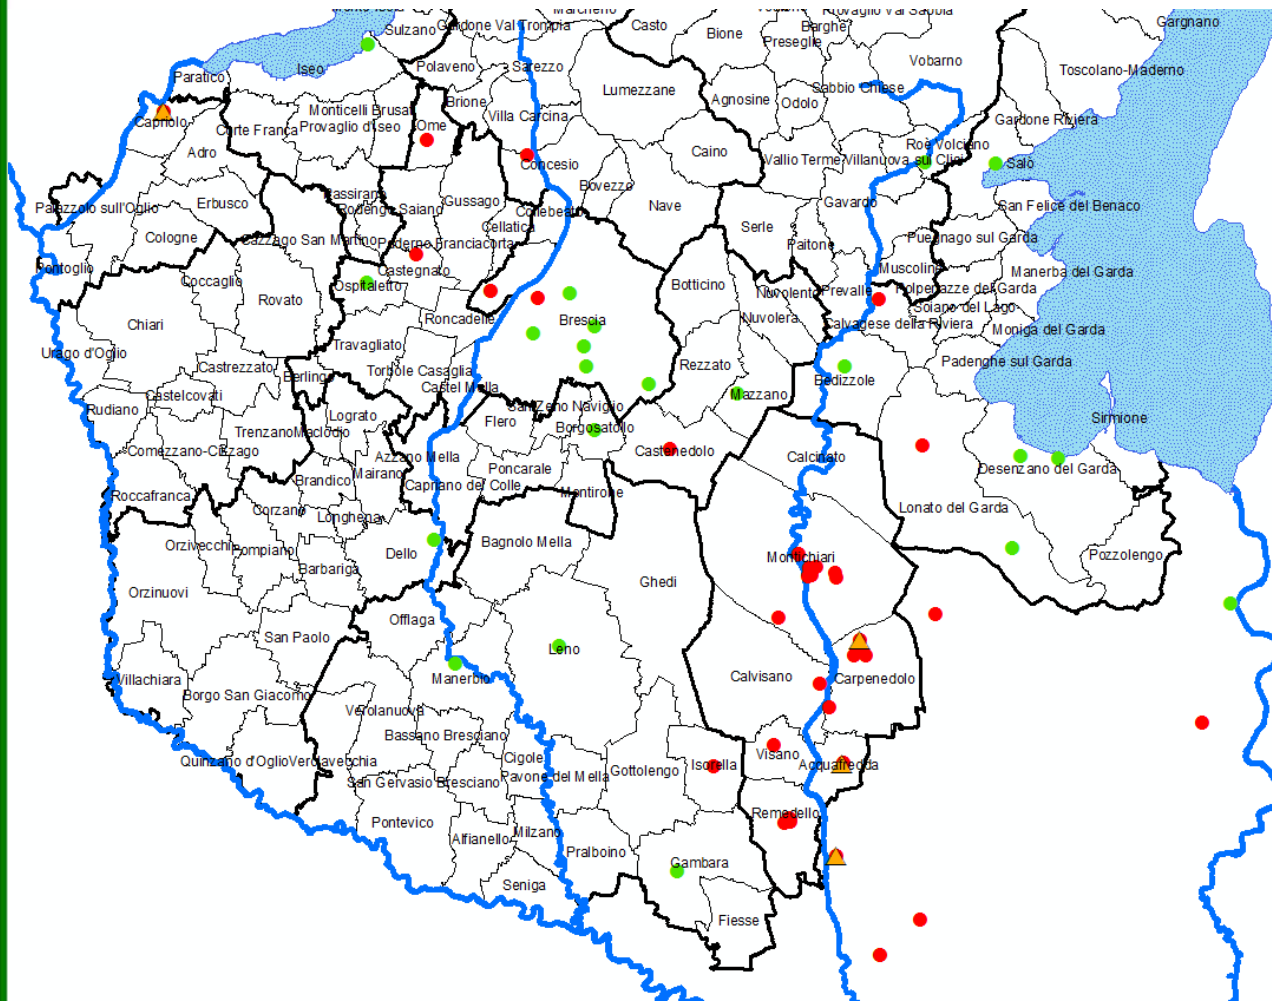 Marcheno
Provaglio Val Sabbia
Gargnano
Sulzano
Gardone Val Trompia
Casto
Bione
Barghe
Preseglie
Paratico
Iseo
Polaveno
Sarezzo
Vobarno
Toscolano-Maderno
Lumezzane
Agnosine
Odolo
Sabbio Chiese
Capriolo
Corte Franca
Monticelli Brusati
Provaglio d'Iseo
Ome
Brione
Villa Carcina
Gardone Riviera
Adro
Concesio
Caino
Vallio Terme
Villanuova sul Clisi
Roè Volciano
Salò
Bovezzo
Passirano
Palazzolo sull'Oglio
Erbusco
Rodengo Saiano
Gussago
Collebeato
Nave
Gavardo
San Felice del Benaco
Cologne
Cazzago San Martino
Paderno Franciacorta
Cellatica
Serle
Paitone
Puegnago sul Garda
Pontoglio
Coccaglio
Rovato
Ospitaletto
Castegnato
Botticino
Nuvolento
Prevalle
Muscoline
Polpenazze del Garda
Manerba del Garda
Chiari
Roncadelle
Brescia
Nuvolera
Calvagese della Riviera
Soiano del Lago
Moniga del Garda
Urago d'Oglio
Travagliato
Castrezzato
Berlingo
Torbole Casaglia
Castel Mella
Rezzato
Mazzano
Bedizzole
Padenghe sul Garda
Rudiano
Castelcovati
Lograto
San Zeno Naviglio
Flero
Borgosatollo
Sirmione
Trenzano
Maclodio
Comezzano-Cizzago
Azzano Mella
Castenedolo
Calcinato
Desenzano del Garda
Roccafranca
Brandico
Mairano
Capriano del Colle
Poncarale
Montirone
Lonato del Garda
Corzano
Longhena
Orzivecchi
Pompiano
Dello
Bagnolo Mella
Montichiari
Pozzolengo
Barbariga
Orzinuovi
Ghedi
Offlaga
San Paolo
Leno
Villachiara
Borgo San Giacomo
Manerbio
Calvisano
Carpenedolo
Verolanuova
Bassano Bresciano
Quinzano d'Oglio
Verolavecchia
Cigole
Visano
Acquafredda
San Gervasio Bresciano
Pavone del Mella
Gottolengo
Isorella
Pontevico
Alfianello
Milzano
Remedello
Pralboino
Gambara
Seniga
Fiesse